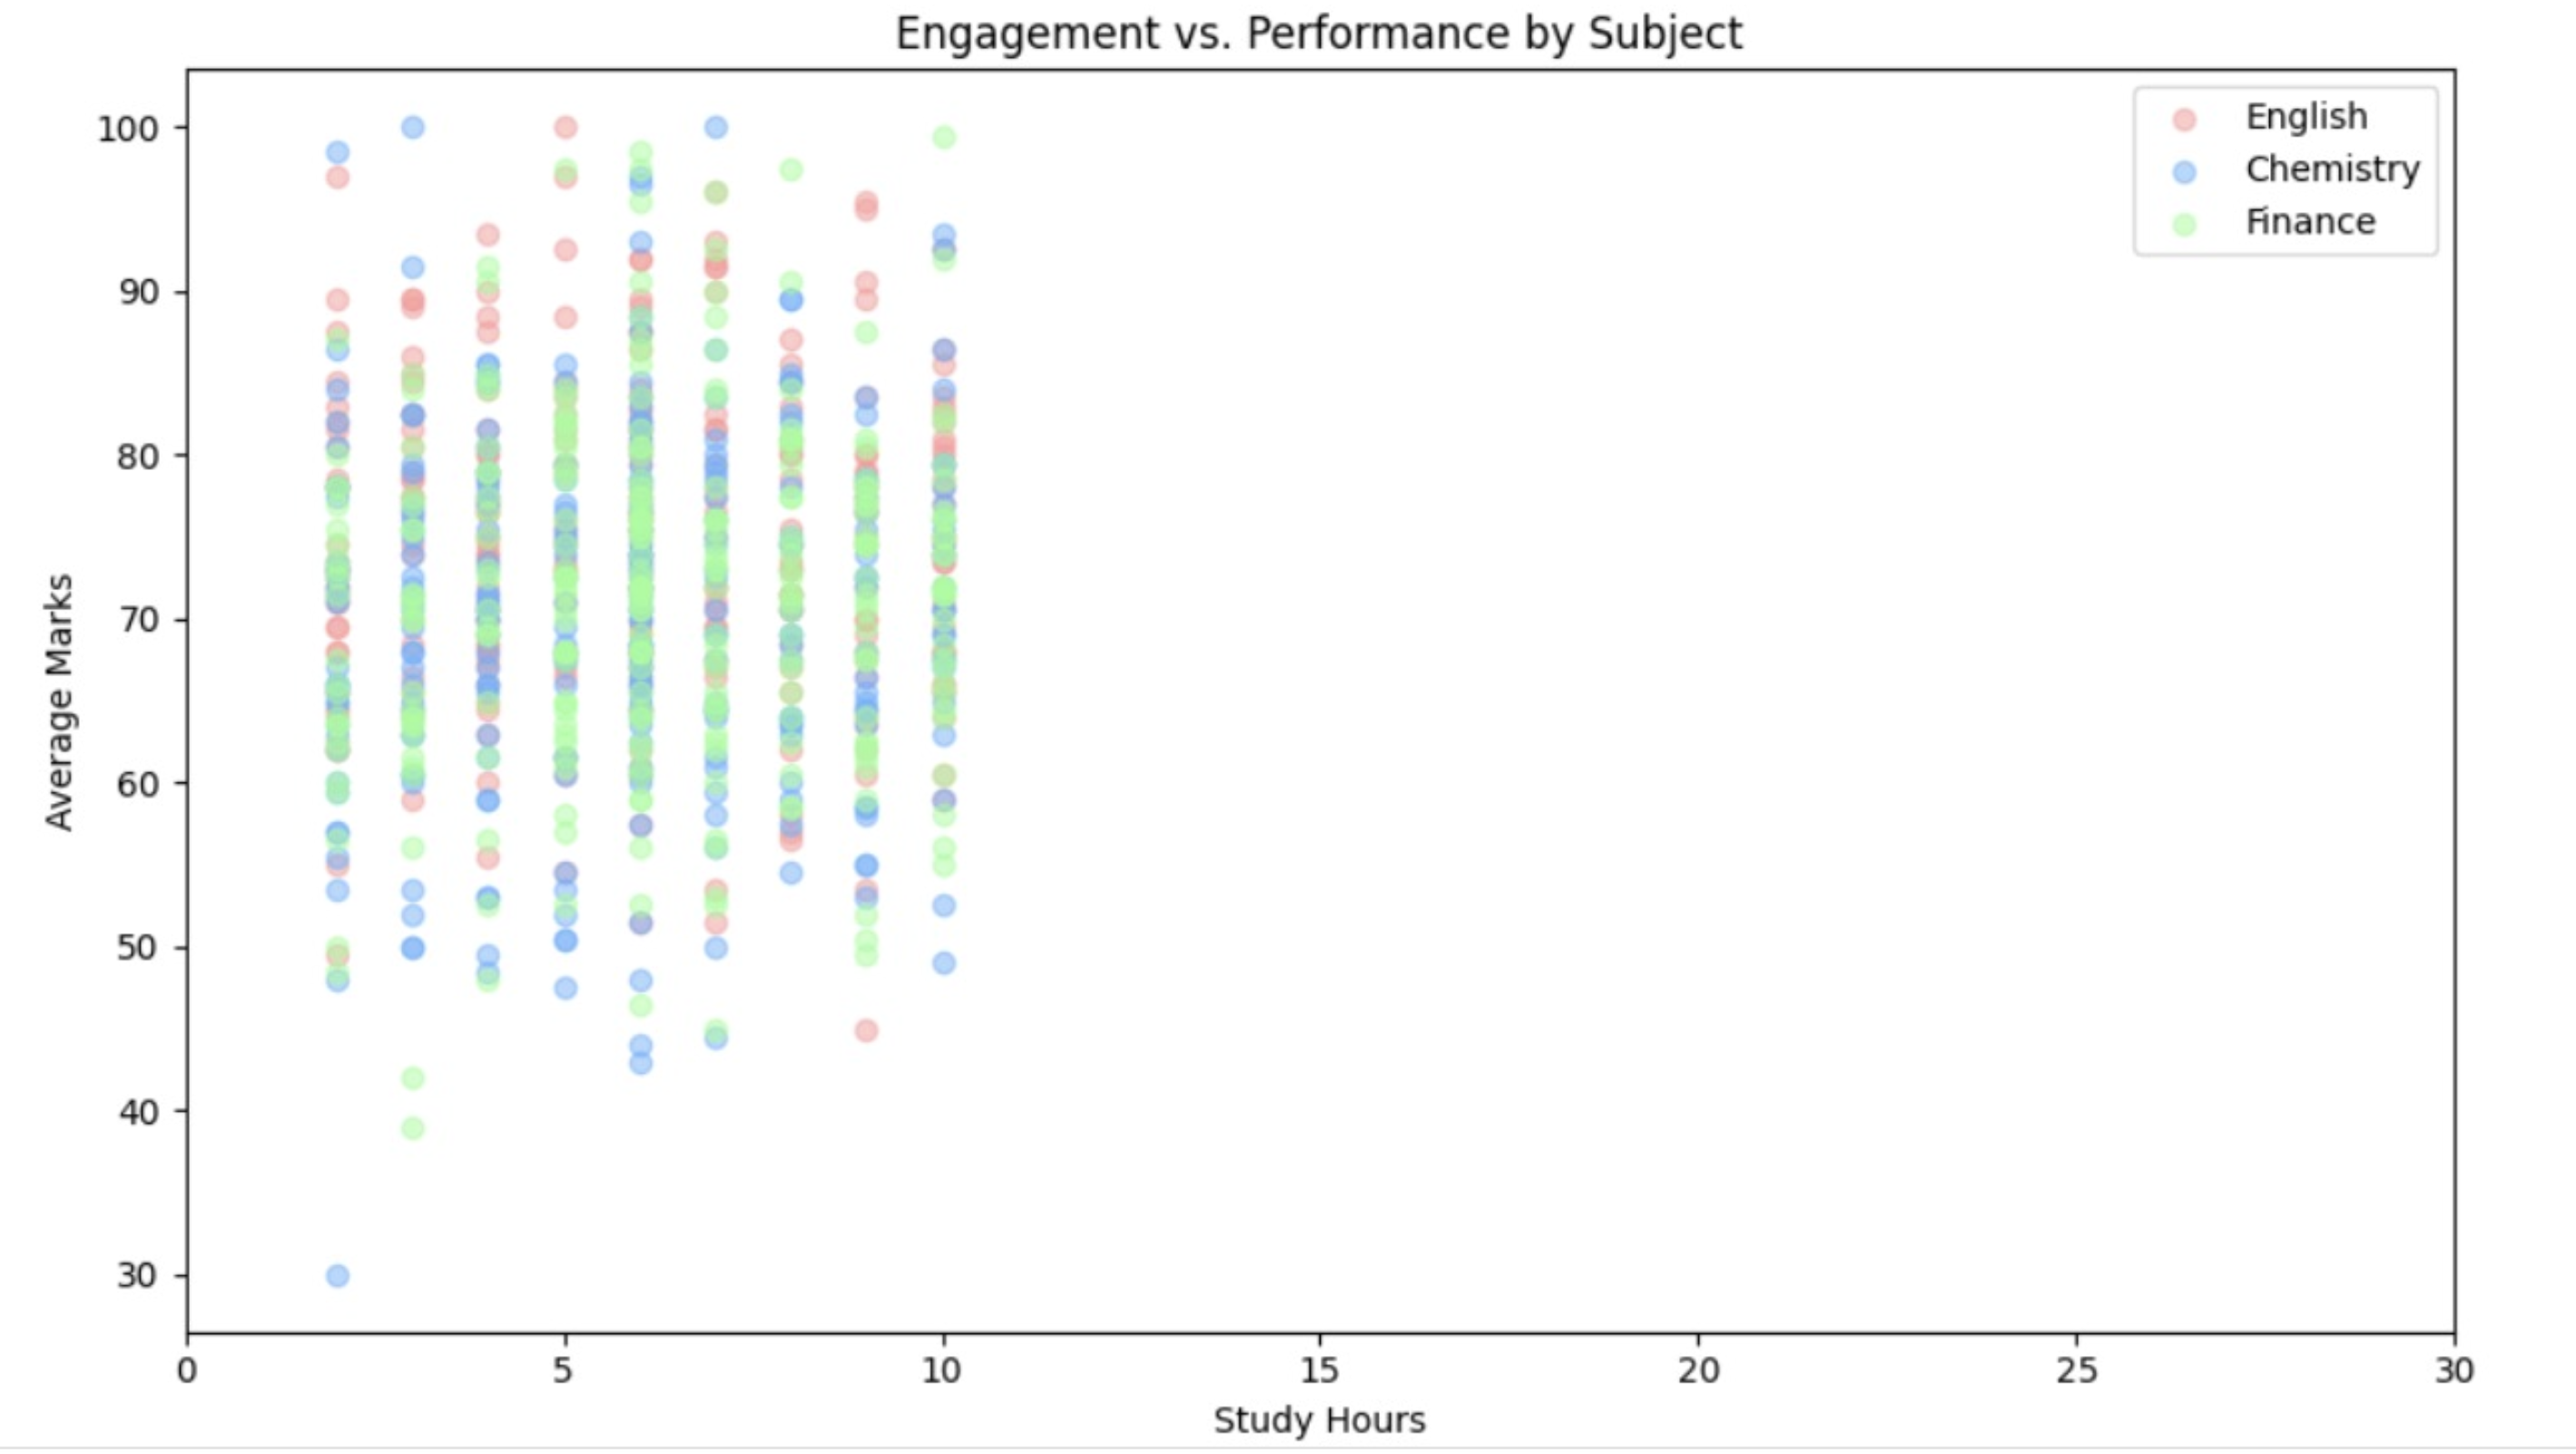 Engagement vs. Performance by Subject
100
90
80
70
60
50
40
30
Average Marks
English
Chemistry
Finance
0 5 10 15 20 25 30
Study Hours